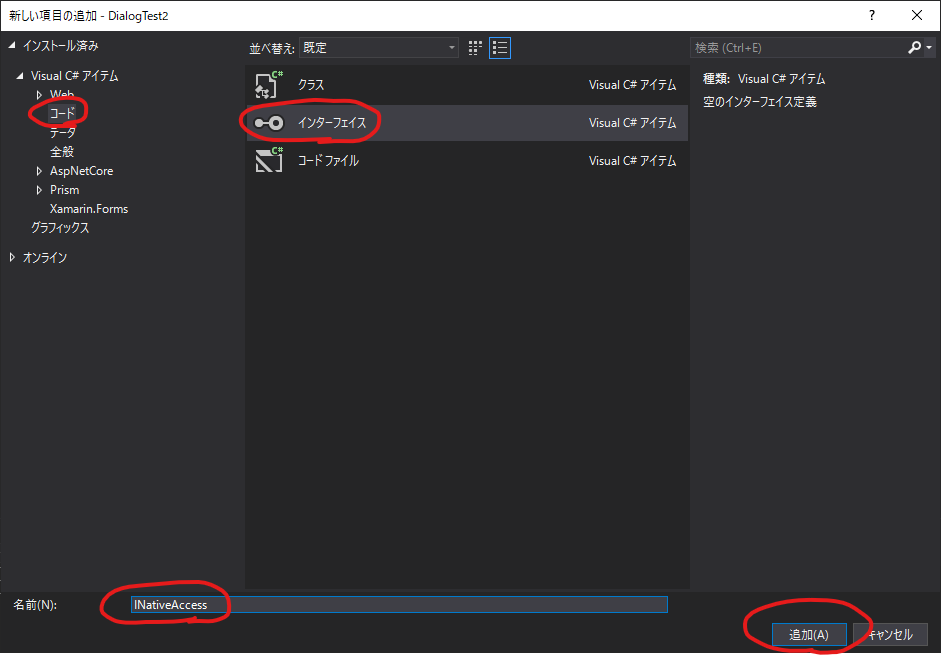 新しい項目の追加 - DialogTest2
インストール済み
並べ替え: 既定
検索 (Ctrl+E)
Visual C# アイテム
Web
コード
データ
全般
AspNetCore
Prism
Xamarin.Forms
グラフィックス
オンライン
C# クラス Visual C# アイテム
インターフェイス Visual C# アイテム
C# コード ファイル Visual C# アイテム
種類: Visual C# アイテム
空のインターフェイス定義
名前(N): INativeAccess
追加(A) キャンセル